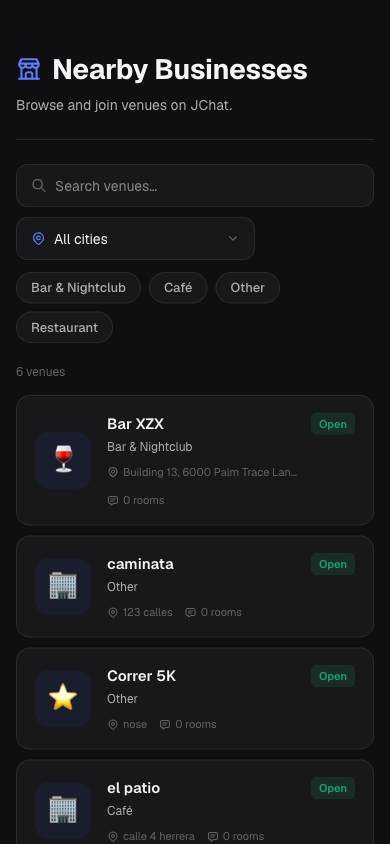 Nearby Businesses
Browse and join venues on JChat.
Search venues...
All cities
Bar & Nightclub
Café
Other
Restaurant
6 venues
Bar XZX
Open
Bar & Nightclub
Building 13, 6000 Palm Trace Lan...
0 rooms
caminata
Open
Other
123 calles
0 rooms
Correr 5K
Open
Other
nose
0 rooms
el patio
Open
Café
calle 4 herrera
0 rooms